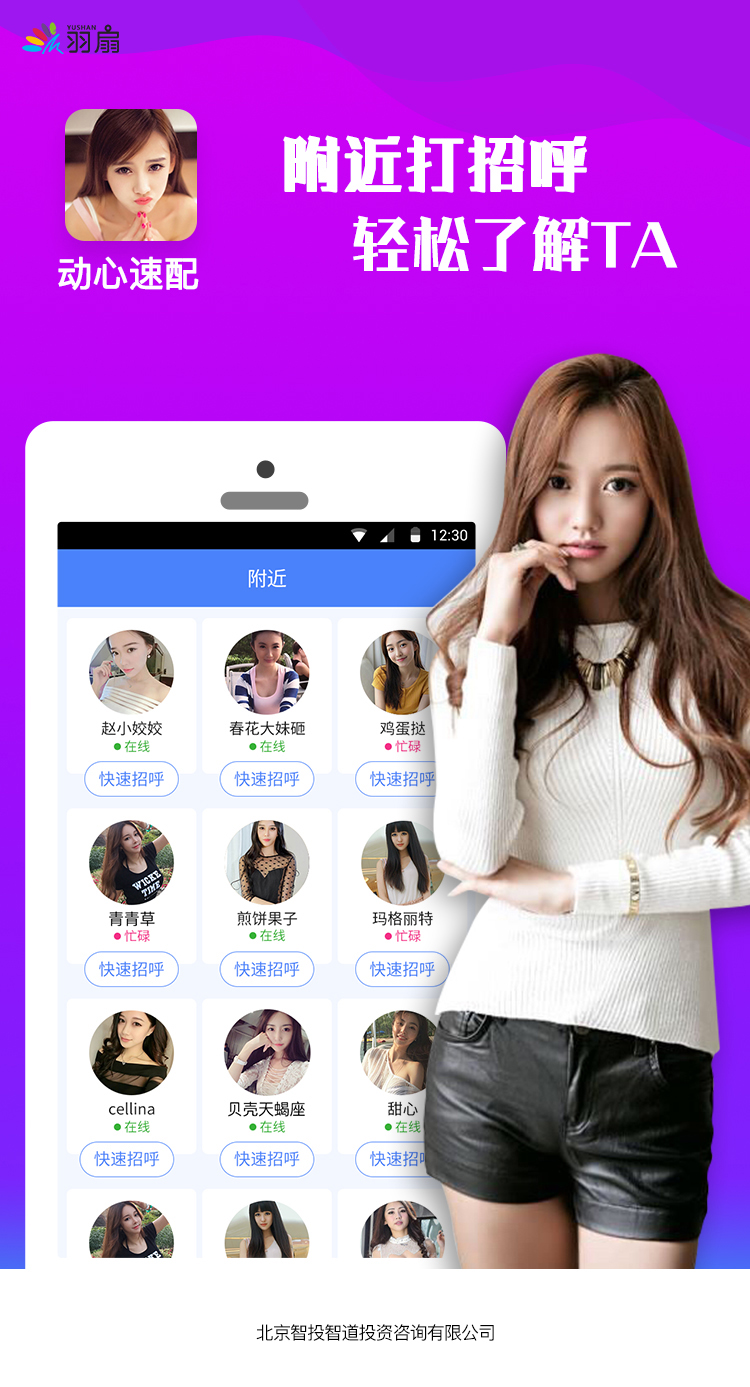 YUSHAN
羽扇
附近打招呼
轻松了解TA
动心速配
12:30
附近
赵小姣姣
春花大妹砸
鸡蛋挞
在线
在线
忙碌
快速招呼
快速招呼
快速招呼
WICKE
TIME
青青草
煎饼果子
玛格丽特
忙碌
在线
忙碌
快速招呼
快速招呼
快速招呼
cellina
贝壳天蝎座
甜心
在线
在线
在线
快速招呼
快速招呼
快速招
北京智投智道投资咨询有限公司